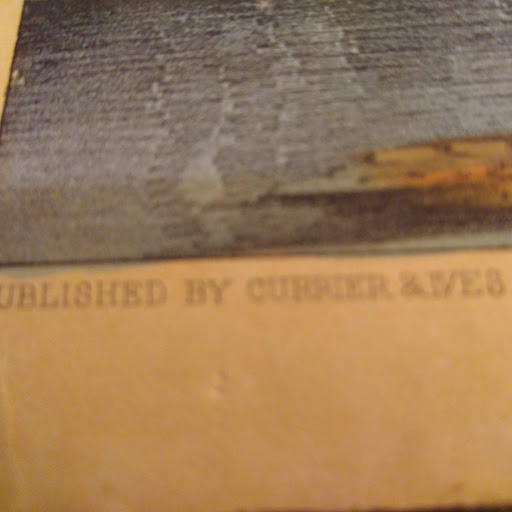 UBLISHED BY CURRIER & IVES